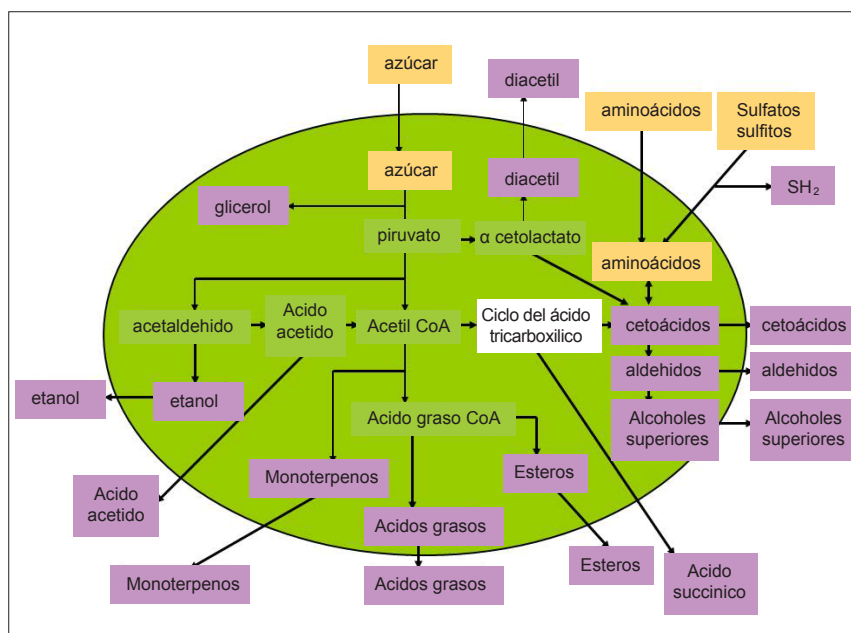 azúcar
diacetil
aminoácidos
Sulfatos
sulfitos
azúcar
diacetil
SH₂
glicerol
piruvato
α cetolactato
aminoácidos
acetaldehido
Acido
acetido
Acetil CoA
Ciclo del ácido
tricarboxilico
cetoácidos
cetoácidos
aldehidos
aldehidos
etanol
etanol
Acido graso CoA
Alcoholes
superiores
Alcoholes
superiores
Monoterpenos
Esteros
Acido
acetido
Acidos grasos
Monoterpenos
Acidos grasos
Esteros
Acido
succinico